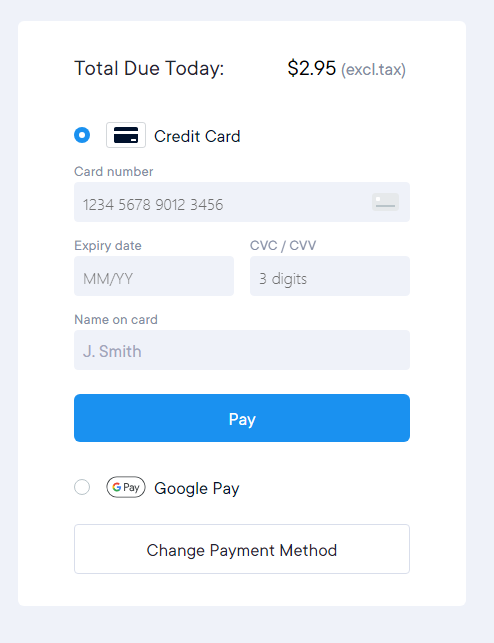 Total Due Today: $2.95 (excl.tax)
Credit Card
Card number
1234 5678 9012 3456
Expiry date CVC / CVV
MM/YY 3 digits
Name on card
J. Smith
Pay
G Pay Google Pay
Change Payment Method